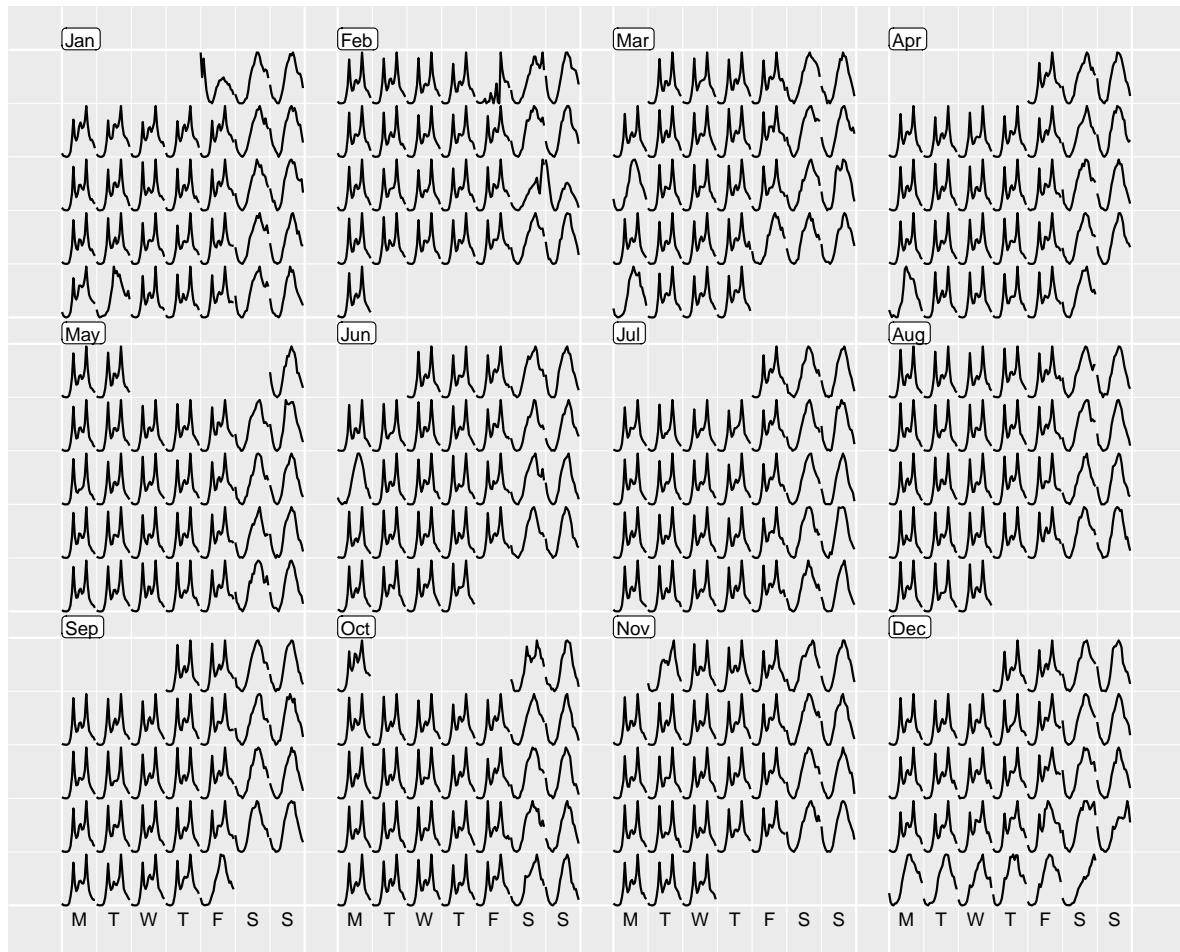 Jan Feb Mar Apr
May Jun Jul Aug
Sep Oct Nov Dec
M T W T F S S M T W T F S S M T W T F S S M T W T F S S